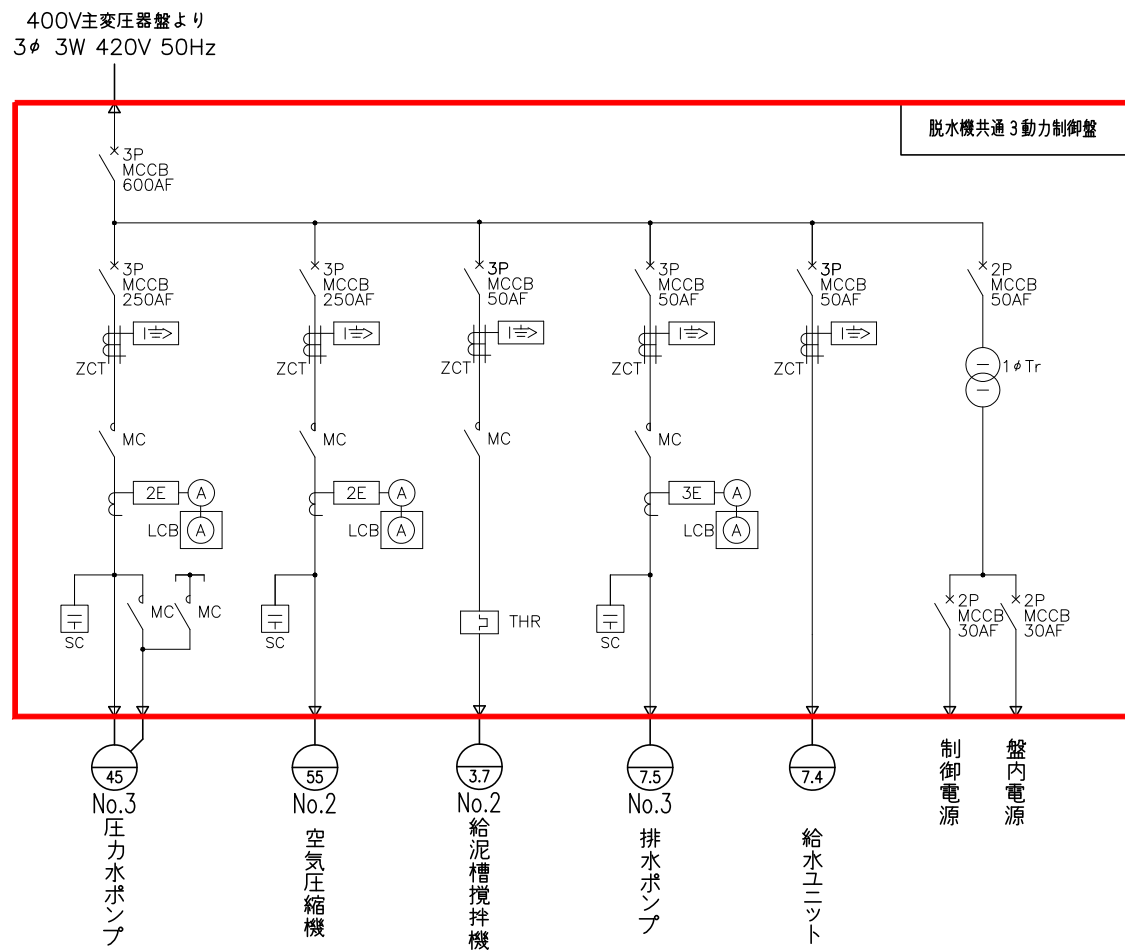 400V主変圧器盤より
3φ 3W 420V 50Hz
脱水機共通3動力制御盤
3P
MCCB
600AF
3P
MCCB
250AF
3P
MCCB
250AF
3P
MCCB
50AF
3P
MCCB
50AF
3P
MCCB
50AF
2P
MCCB
50AF
ZCT
ZCT
ZCT
ZCT
ZCT
1φTr
MC
MC
MC
MC
2E
A
2E
A
3E
A
LCB
A
LCB
A
LCB
A
MC
MC
SC
SC
THR
SC
2P
MCCB
30AF
2P
MCCB
30AF
45
55
3.7
7.5
7.4
No.3
圧力水ポンプ
No.2
空気圧縮機
No.2
給泥槽撹拌機
No.3
排水ポンプ
給水ユニット
制御電源
盤内電源